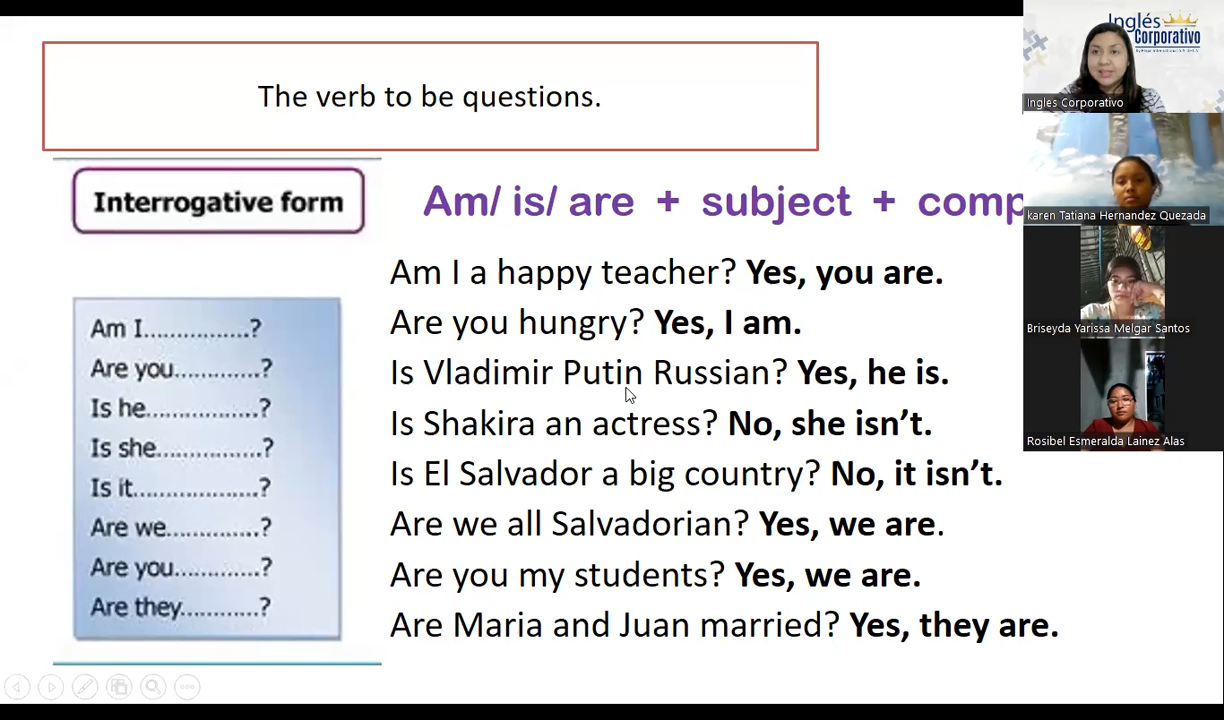 The verb to be questions.
Interrogative form
Am/ is/ are + subject + comp
Am I................?
Are you............?
Is he.................?
Is she................?
Is it...................?
Are we..............?
Are you.............?
Are they............?
Am I a happy teacher? Yes, you are.
Are you hungry? Yes, I am.
Is Vladimir Putin Russian? Yes, he is.
Is Shakira an actress? No, she isn’t.
Is El Salvador a big country? No, it isn’t.
Are we all Salvadorian? Yes, we are.
Are you my students? Yes, we are.
Are Maria and Juan married? Yes, they are.
Inglés
Corporativo
Ingles Corporativo
karen Tatiana Hernandez Quezada
Briseyda Yarissa Melgar Santos
Rosibel Esmeralda Lainez Alas